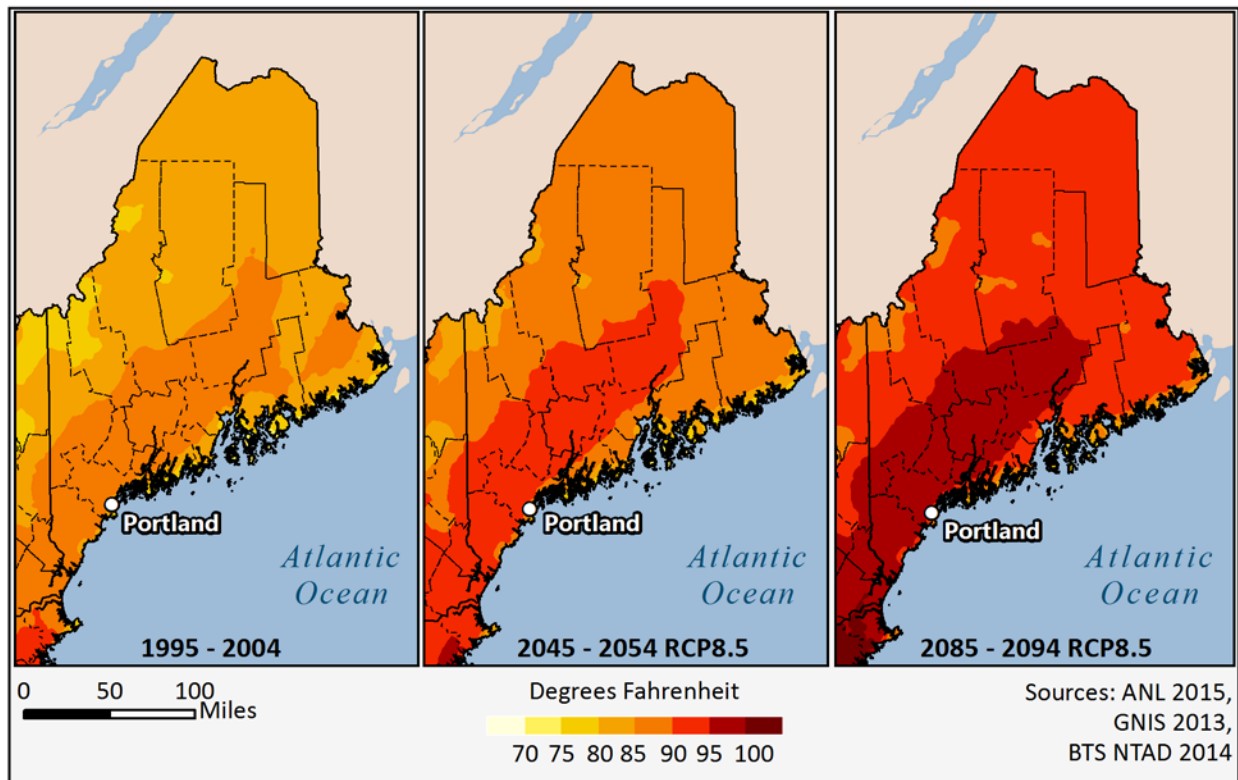 Portland
Atlantic
Ocean
1995 - 2004
Portland
Atlantic
Ocean
2045 - 2054 RCP8.5
Portland
Atlantic
Ocean
2085 - 2094 RCP8.5
0 50 100
Miles
Degrees Fahrenheit
70 75 80 85 90 95 100
Sources: ANL 2015,
GNIS 2013,
BTS NTAD 2014